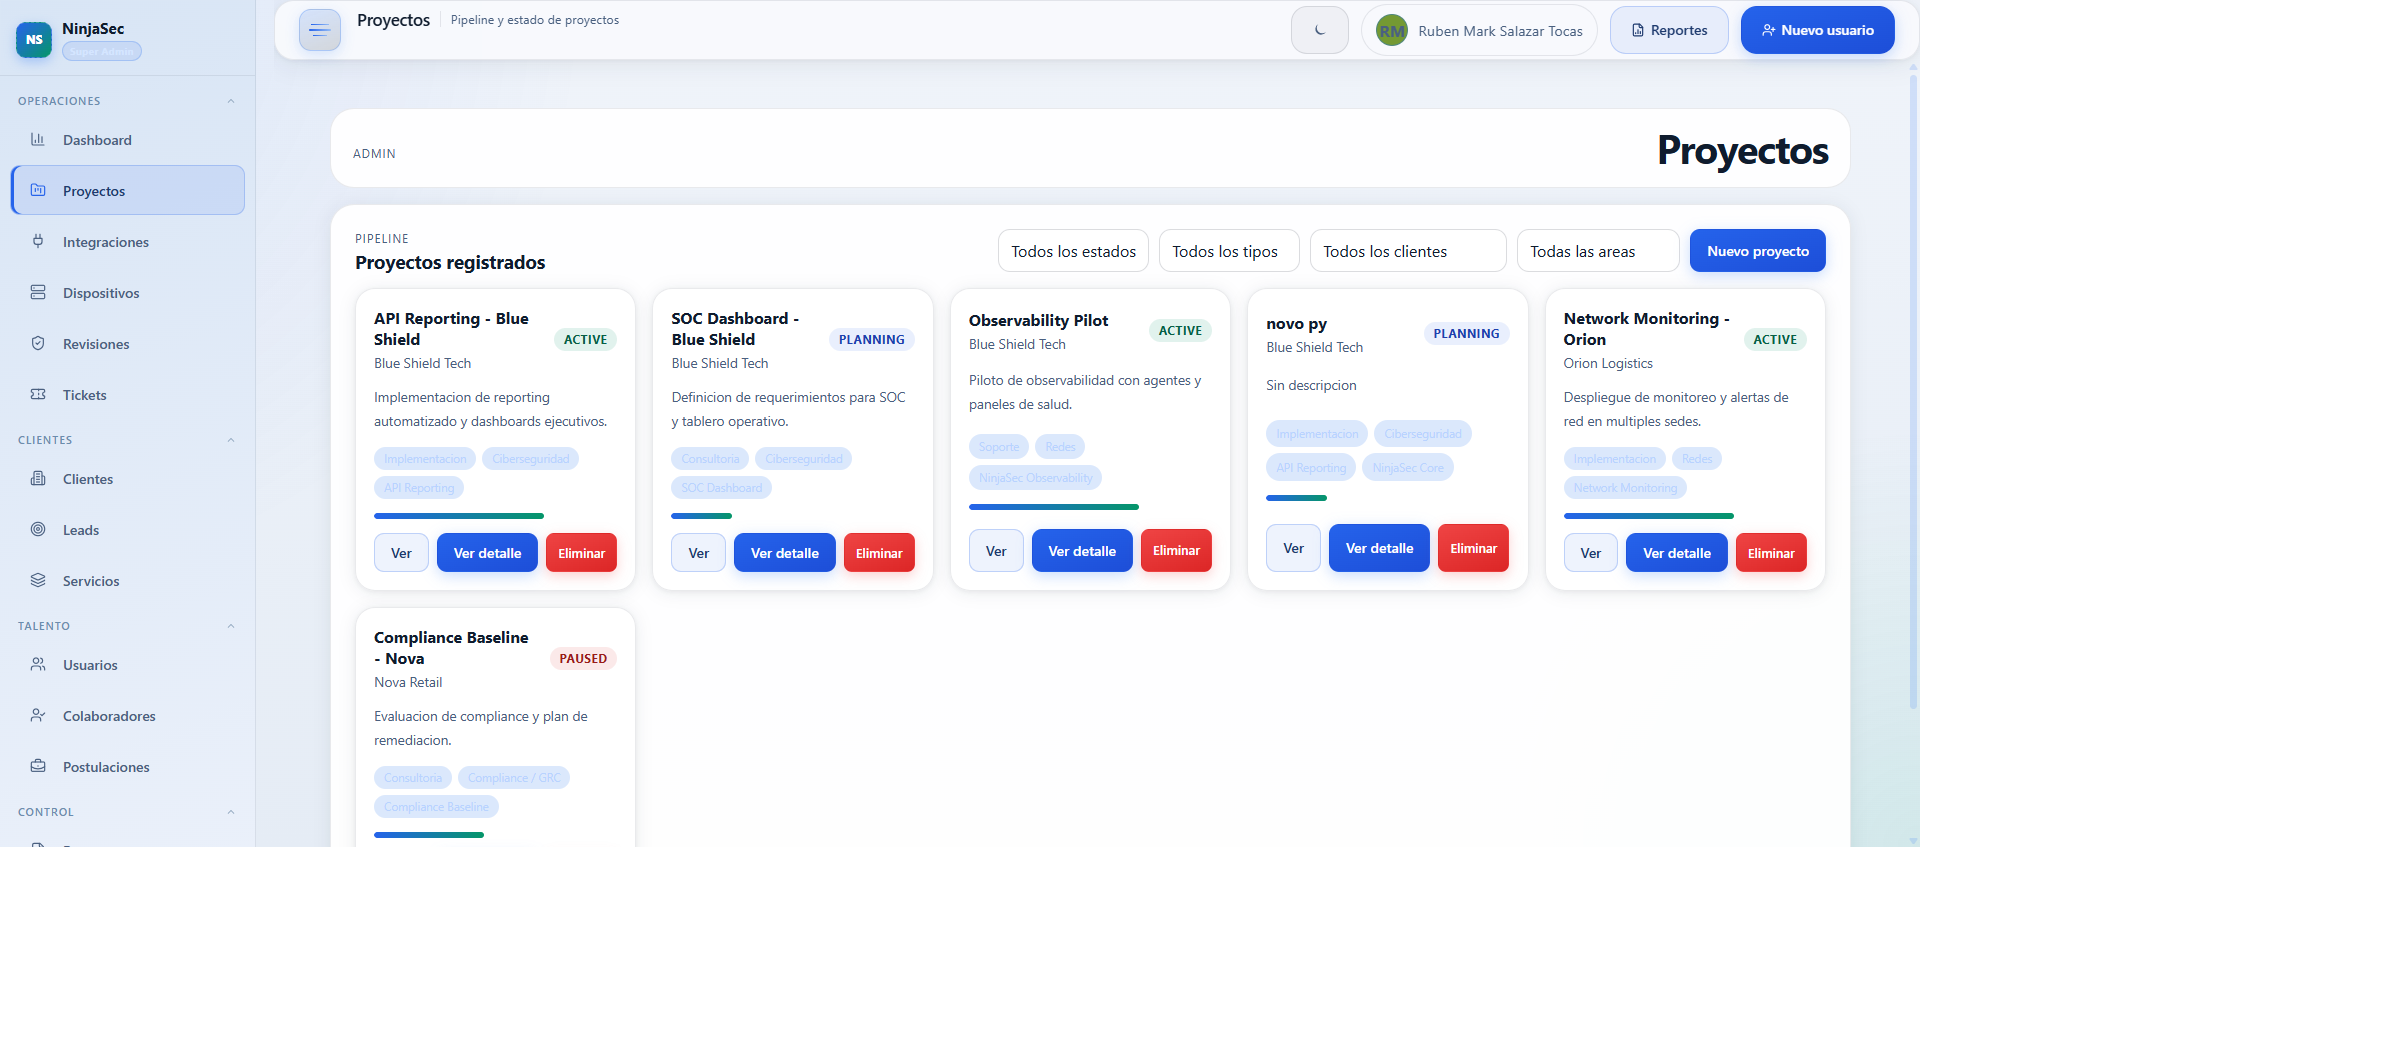 NS
NinjaSec
Super Admin
OPERACIONES
Dashboard
Proyectos
Integraciones
Dispositivos
Revisiones
Tickets
CLIENTES
Clientes
Leads
Servicios
TALENTO
Usuarios
Colaboradores
Postulaciones
CONTROL
Proyectos
Pipeline y estado de proyectos
RM
Ruben Mark Salazar Tocas
Reportes
Nuevo usuario
ADMIN
Proyectos
PIPELINE
Proyectos registrados
Todos los estados
Todos los tipos
Todos los clientes
Todas las areas
Nuevo proyecto
API Reporting - Blue
Shield
ACTIVE
Blue Shield Tech
Implementacion de reporting
automatizado y dashboards ejecutivos.
Implementacion
Ciberseguridad
API Reporting
Ver
Ver detalle
Eliminar
SOC Dashboard -
Blue Shield
PLANNING
Blue Shield Tech
Definicion de requerimientos para SOC
y tablero operativo.
Consultoria
Ciberseguridad
SOC Dashboard
Ver
Ver detalle
Eliminar
Observability Pilot
ACTIVE
Blue Shield Tech
Piloto de observabilidad con agentes y
paneles de salud.
Soporte
Redes
NinjaSec Observability
Ver
Ver detalle
Eliminar
novo py
PLANNING
Blue Shield Tech
Sin descripcion
Implementacion
Ciberseguridad
API Reporting
NinjaSec Core
Ver
Ver detalle
Eliminar
Network Monitoring -
Orion
ACTIVE
Orion Logistics
Despliegue de monitoreo y alertas de
red en multiples sedes.
Implementacion
Redes
Network Monitoring
Ver
Ver detalle
Eliminar
Compliance Baseline
- Nova
PAUSED
Nova Retail
Evaluacion de compliance y plan de
remediacion.
Consultoria
Compliance / GRC
Compliance Baseline